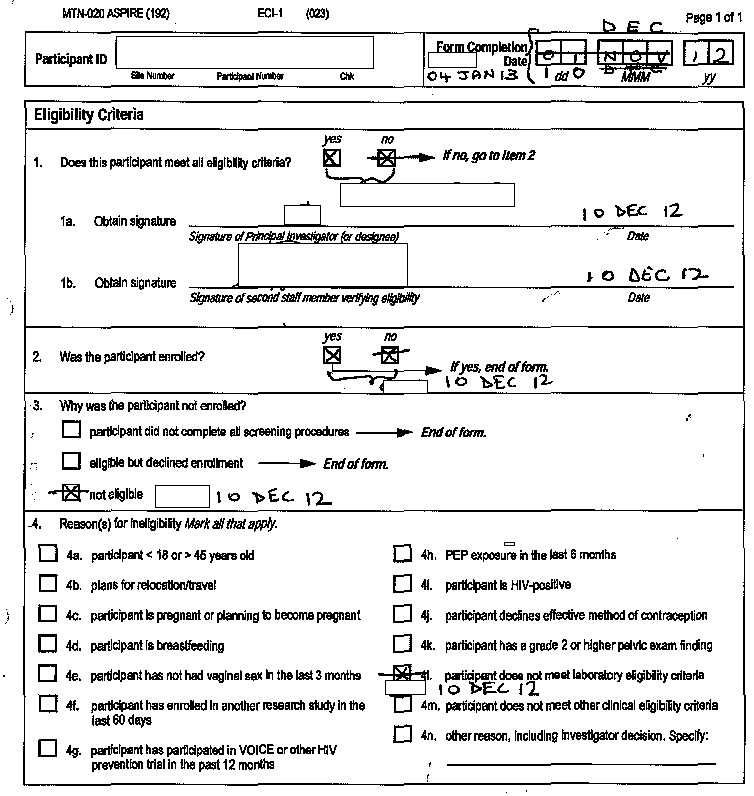 MTN-020 ASPIRE (192) ECI-1 (023) Page 1 of 1
D E C
Participant ID Form Completion Date 0 1 N O V 1 2
04 JAN 13 1 0 dd MMM yy
Site Number Participant Number Chk
Eligibility Criteria
yes no
1. Does this participant meet all eligibility criteria? If no, go to item 2
1a. Obtain signature 10 DEC 12
Signature of Principal Investigator (or designee) Date
1b. Obtain signature 10 DEC 12
Signature of second staff member verifying eligibility Date
yes no
2. Was the participant enrolled? If yes, end of form.
10 DEC 12
3. Why was the participant not enrolled?
participant did not complete all screening procedures End of form.
eligible but declined enrollment End of form.
not eligible 10 DEC 12
4. Reason(s) for ineligibility Mark all that apply.
4a. participant < 18 or > 45 years old
4b. plans for relocation/travel
4c. participant is pregnant or planning to become pregnant
4d. participant is breastfeeding
4e. participant has not had vaginal sex in the last 3 months
4f. participant has enrolled in another research study in the
last 60 days
4g. participant has participated in VOICE or other HIV
prevention trial in the past 12 months
4h. PEP exposure in the last 6 months
4i. participant is HIV-positive
4j. participant declines effective method of contraception
4k. participant has a grade 2 or higher pelvic exam finding
4l. participant does not meet laboratory eligibility criteria
10 DEC 12
4m. participant does not meet other clinical eligibility criteria
4n. other reason, including investigator decision. Specify: